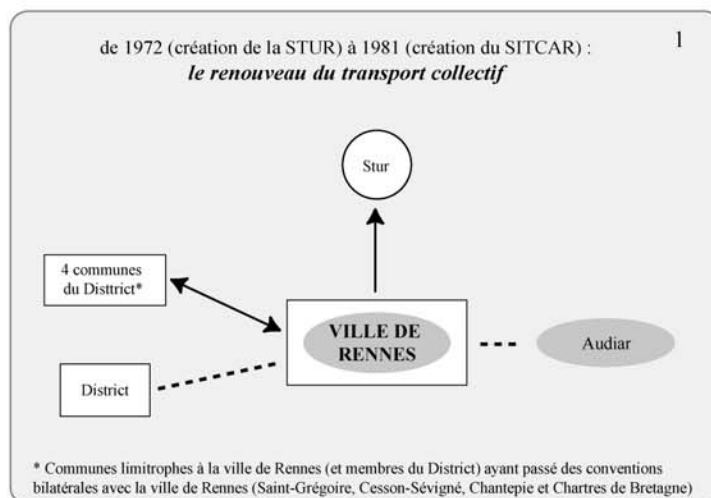 de 1972 (création de la STUR) à 1981 (création du SITCAR) :
1
le renouveau du transport collectif
Stur
4 communes
du Disttrict*
VILLE DE
RENNES
Audiar
District
* Communes limitrophes à la ville de Rennes (et membres du District) ayant passé des conventions
bilatérales avec la ville de Rennes (Saint-Grégoire, Cesson-Sévigné, Chantepie et Chartres de Bretagne)